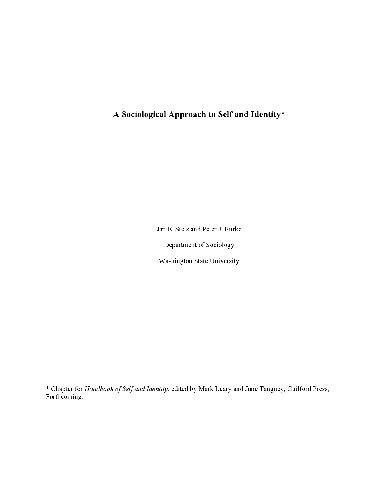 A Sociological Approach to Self and Identity*
Jan E. Stets and Peter J. Burke
Department of Sociology
Washington State University
* Chapter for Handbook of Self and Identity, edited by Mark Leary and June Tangney, Guilford Press,
Forthcoming.